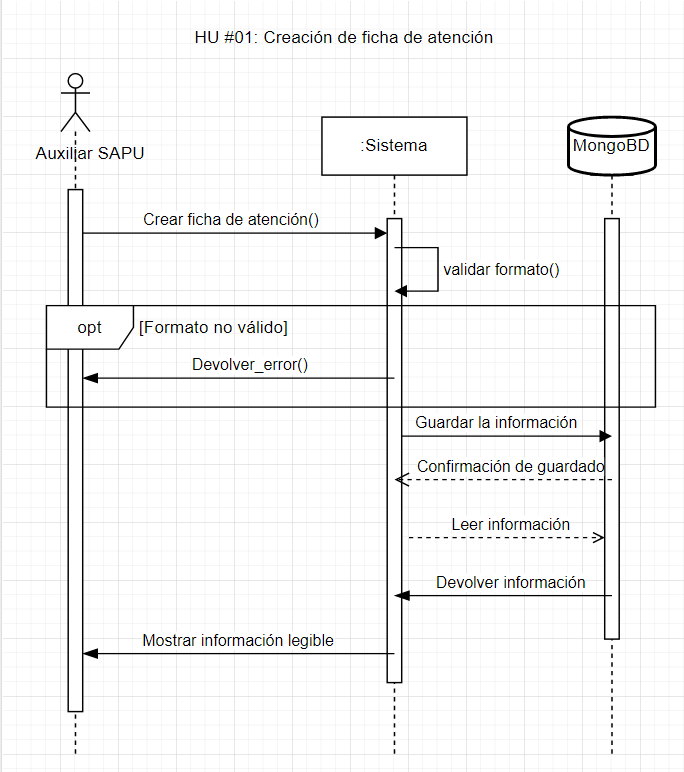 HU #01: Creación de ficha de atención
Auxiliar SAPU
:Sistema
MongoBD
Crear ficha de atención()
validar formato()
opt
[Formato no válido]
Devolver_error()
Guardar la información
Confirmación de guardado
Leer información
Devolver información
Mostrar información legible